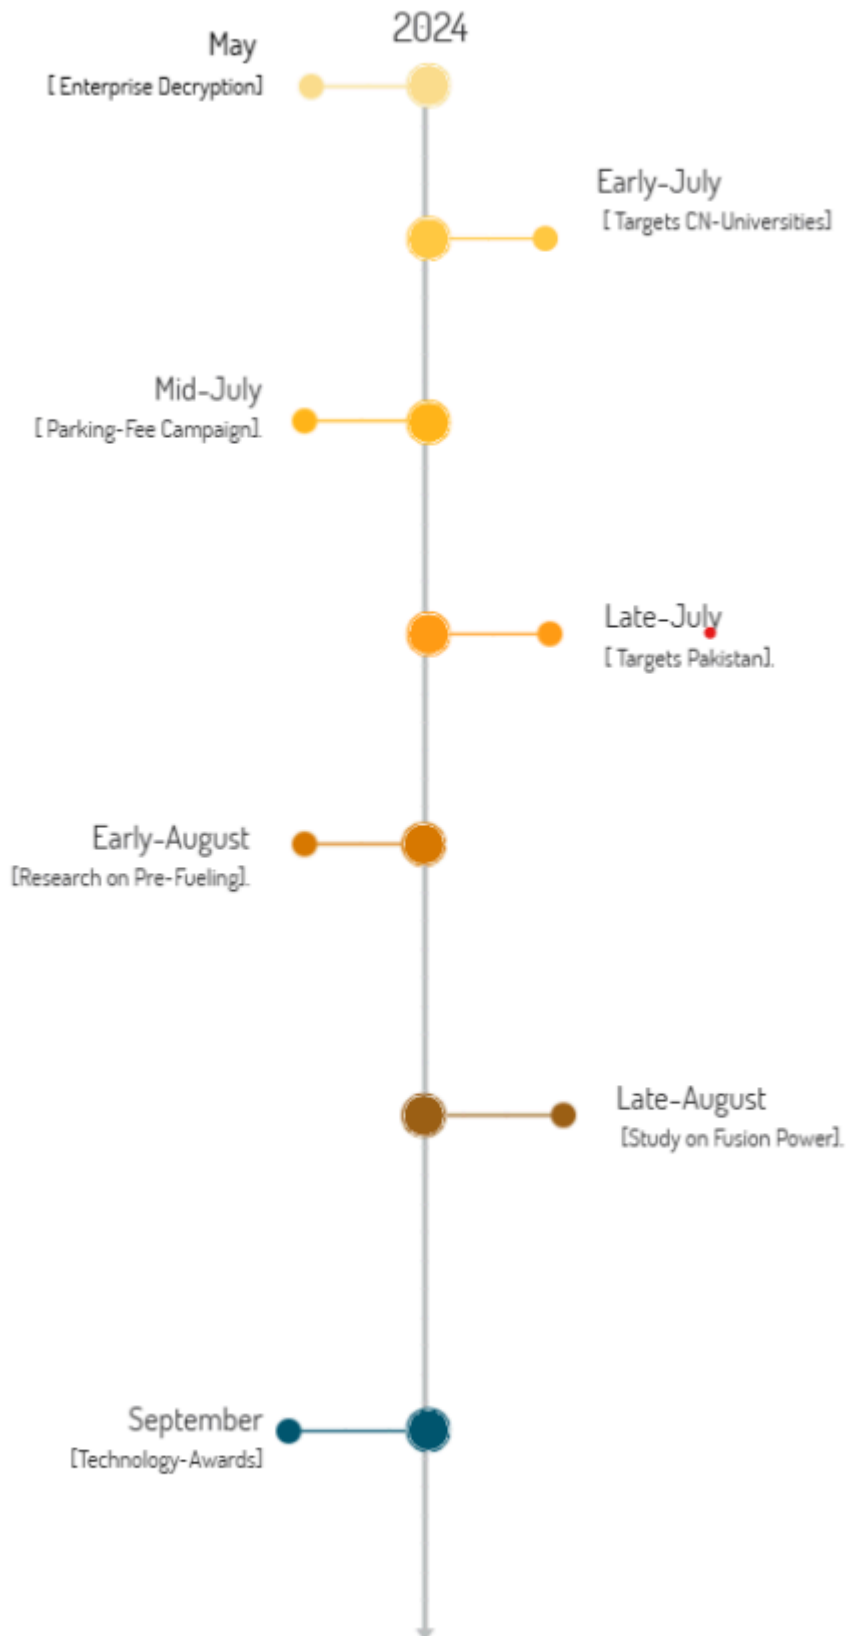 2024
May
[ Enterprise Decryption]
Early-July
[ Targets CN-Universities]
Mid-July
[ Parking-Fee Campaign].
Late-July
[ Targets Pakistan].
Early-August
[Research on Pre-Fueling].
Late-August
[Study on Fusion Power].
September
[Technology-Awards]